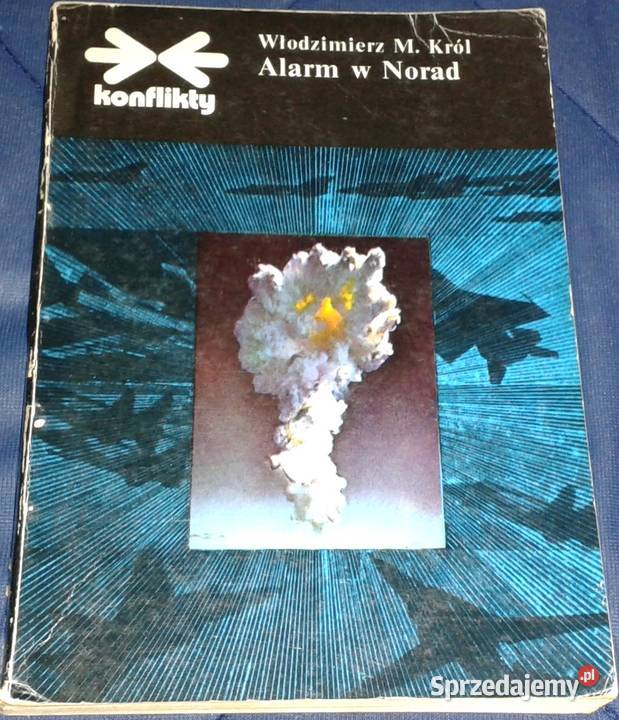 Włodzimierz M. Król
Alarm w Norad
konflikty
Sprzedajemy.pl